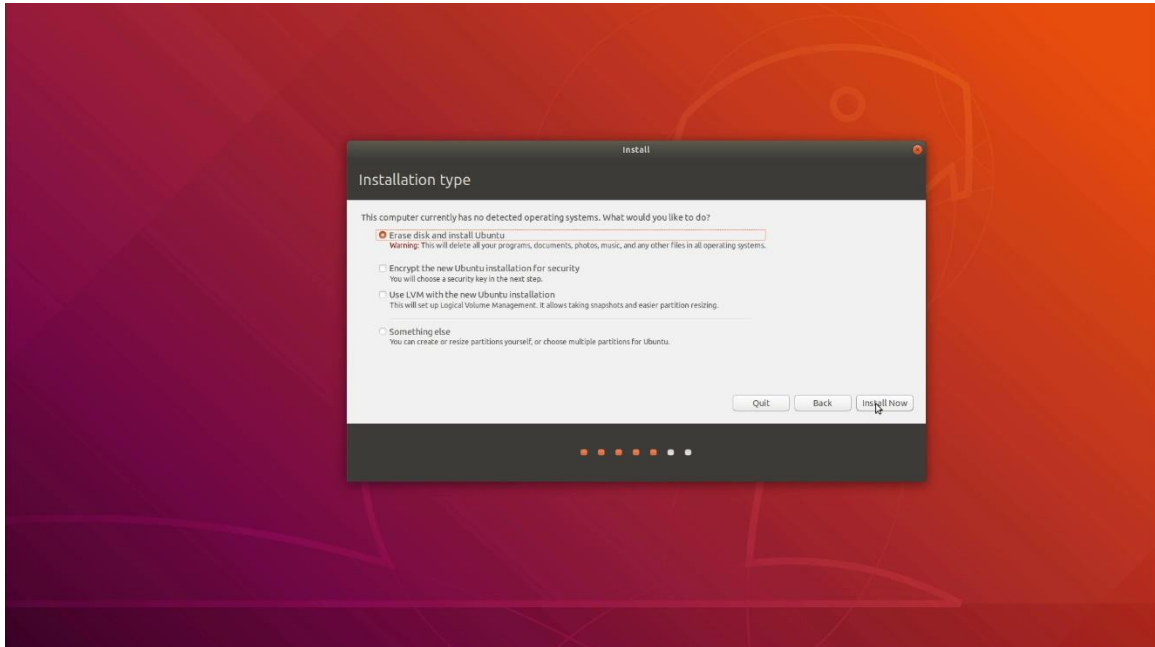 Install
Installation type
This computer currently has no detected operating systems. What would you like to do?
Erase disk and install Ubuntu
Warning: This will delete all your programs, documents, photos, music, and any other files in all operating systems.
Encrypt the new Ubuntu installation for security
You will choose a security key in the next step.
Use LVM with the new Ubuntu installation
This will set up Logical Volume Management. It allows taking snapshots and easier partition resizing.
Something else
You can create or resize partitions yourself, or choose multiple partitions for Ubuntu.
Quit Back Install Now